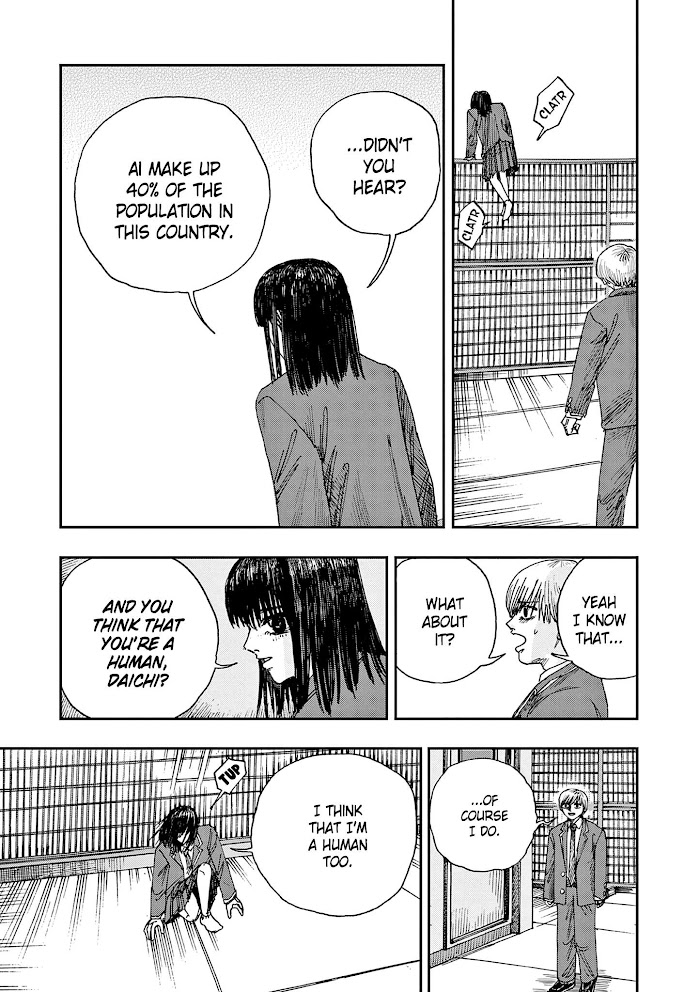 CLATR
CLATR
...DIDN'T
YOU
HEAR?
AI MAKE UP
40% OF THE
POPULATION IN
THIS COUNTRY.
YEAH
I KNOW
THAT...
WHAT
ABOUT
IT?
AND YOU
THINK THAT
YOU'RE A
HUMAN,
DAICHI?
...OF
COURSE
I DO.
I THINK
THAT I'M
A HUMAN
TOO.
TUP